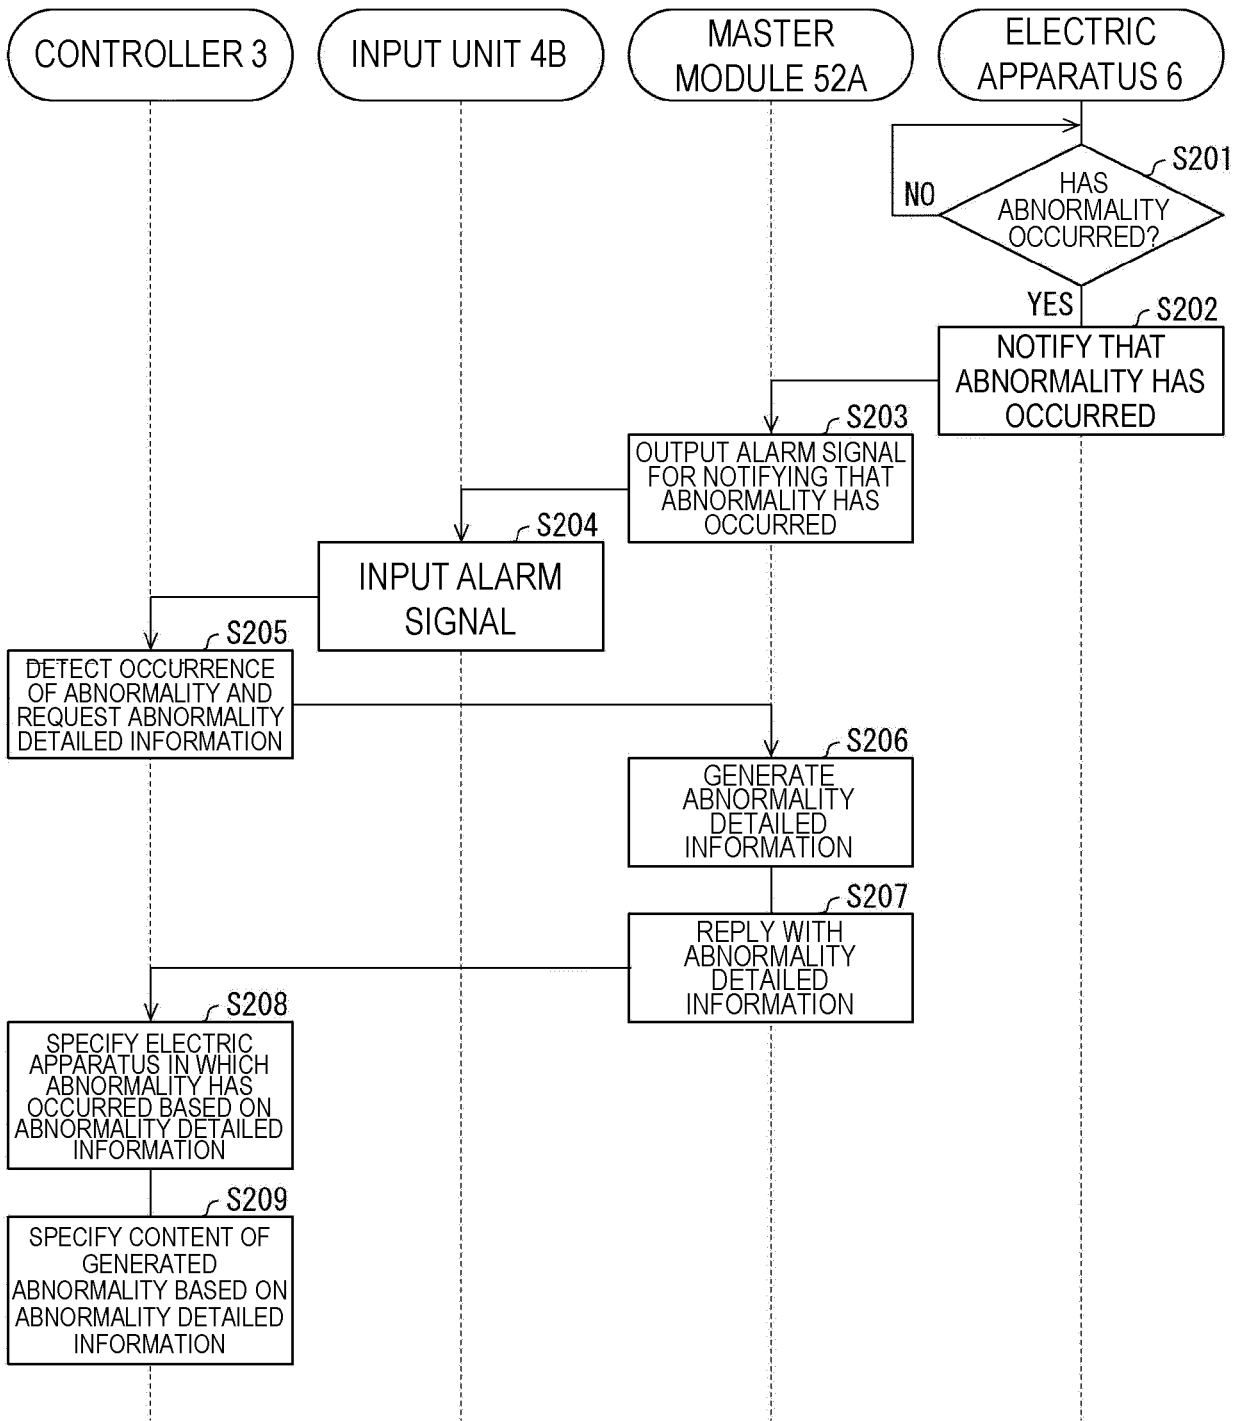 CONTROLLER 3
INPUT UNIT 4B
MASTER
MODULE 52A
ELECTRIC
APPARATUS 6
S201
HAS
ABNORMALITY
OCCURRED?
NO
YES
S202
NOTIFY THAT
ABNORMALITY HAS
OCCURRED
S203
OUTPUT ALARM SIGNAL
FOR NOTIFYING THAT
ABNORMALITY HAS
OCCURRED
S204
INPUT ALARM
SIGNAL
S205
DETECT OCCURRENCE
OF ABNORMALITY AND
REQUEST ABNORMALITY
DETAILED INFORMATION
S206
GENERATE
ABNORMALITY
DETAILED
INFORMATION
S207
REPLY WITH
ABNORMALITY
DETAILED
INFORMATION
S208
SPECIFY ELECTRIC
APPARATUS IN WHICH
ABNORMALITY HAS
OCCURRED BASED ON
ABNORMALITY DETAILED
INFORMATION
S209
SPECIFY CONTENT OF
GENERATED
ABNORMALITY BASED ON
ABNORMALITY DETAILED
INFORMATION